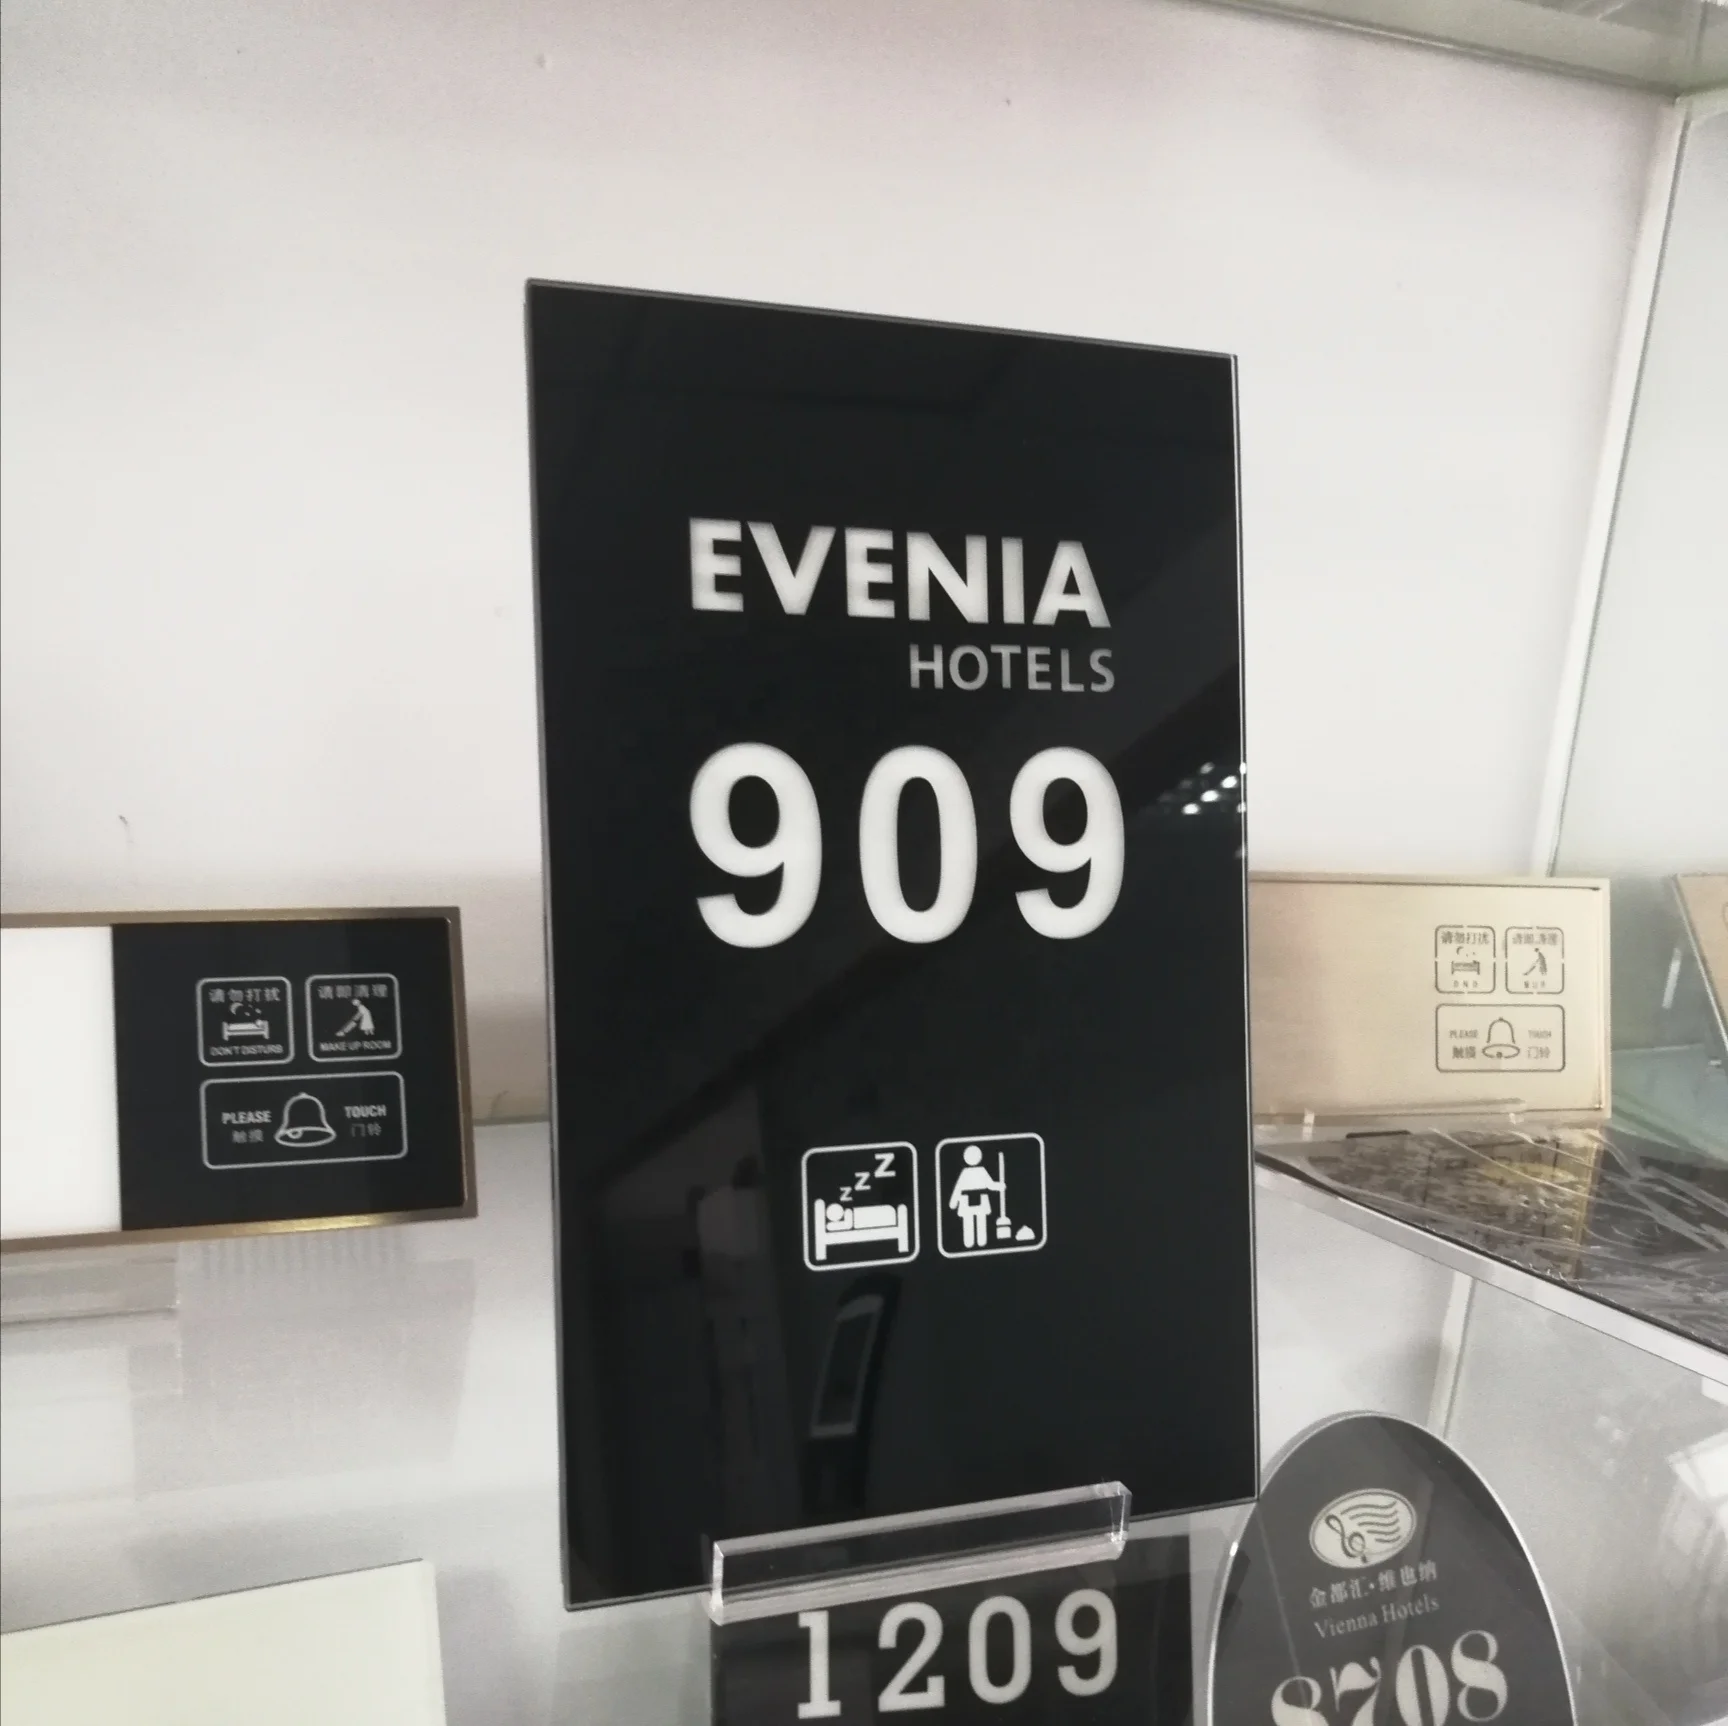 EVENIA
HOTELS
909
z z Z
请勿打扰
DON'T DISTURB
请即清理
MAKE UP ROOM
PLEASE TOUCH
触摸 门铃
请勿打扰
DND
请即清理
MUR
PLEASE TOUCH
触摸 门铃
1209
金都汇·维也纳
Vienna Hotels
8708